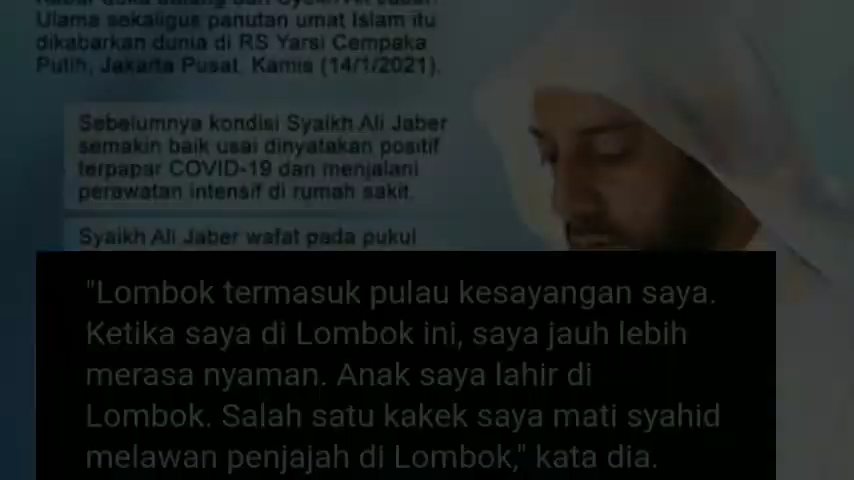 Ulama sekaligus panutan umat Islam itu
dikabarkan dunia di RS Yarsi Cempaka
Putih, Jakarta Pusat, Kamis (14/1/2021).
Sebelumnya kondisi Syaikh Ali Jaber
semakin baik usai dinyatakan positif
terpapar COVID-19 dan menjalani
perawatan intensif di rumah sakit.
Syaikh Ali Jaber wafat pada pukul
"Lombok termasuk pulau kesayangan saya.
Ketika saya di Lombok ini, saya jauh lebih
merasa nyaman. Anak saya lahir di
Lombok. Salah satu kakek saya mati syahid
melawan penjajah di Lombok," kata dia.